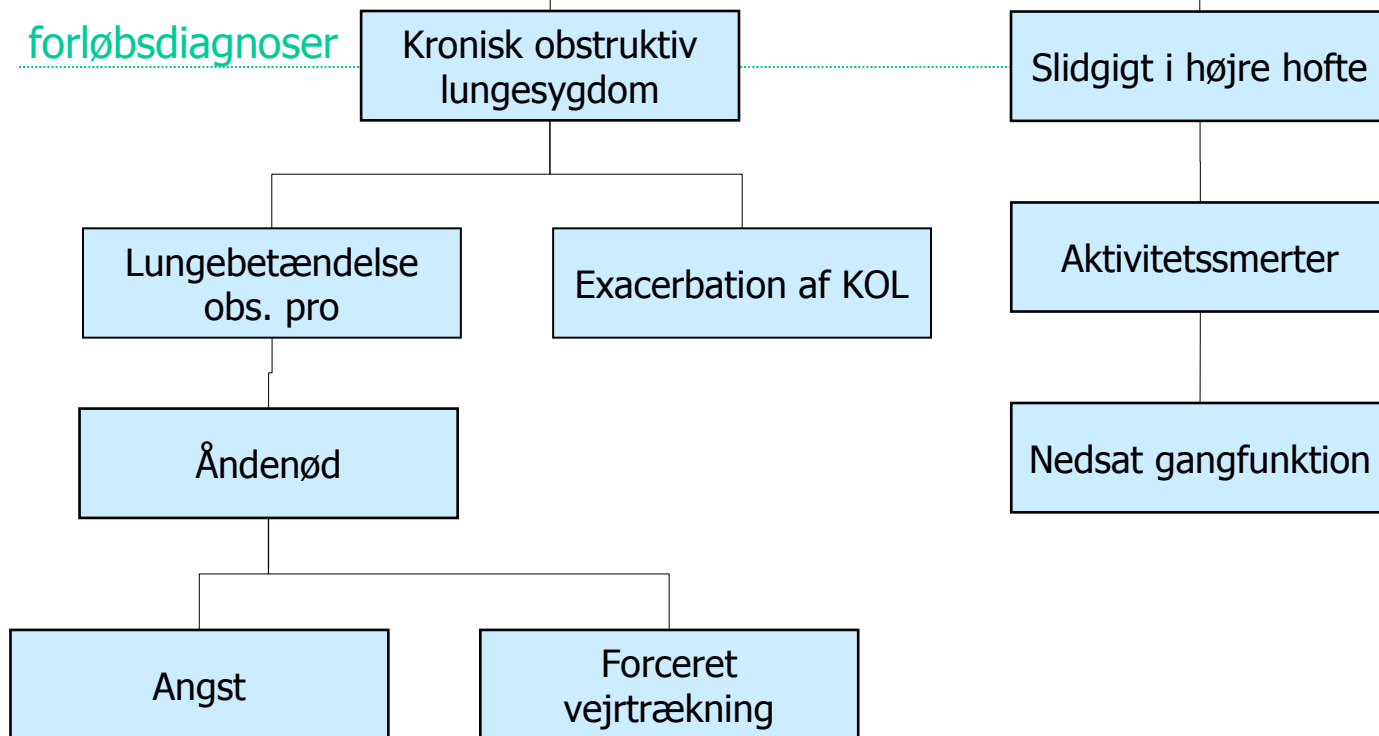 forløbsdiagnoser
Kronisk obstruktiv
lungesygdom
Slidgigt i højre hofte
Lungebetændelse
obs. pro
Exacerbation af KOL
Aktivitetssmerter
Åndenød
Nedsat gangfunktion
Angst
Forceret
vejrtrækning